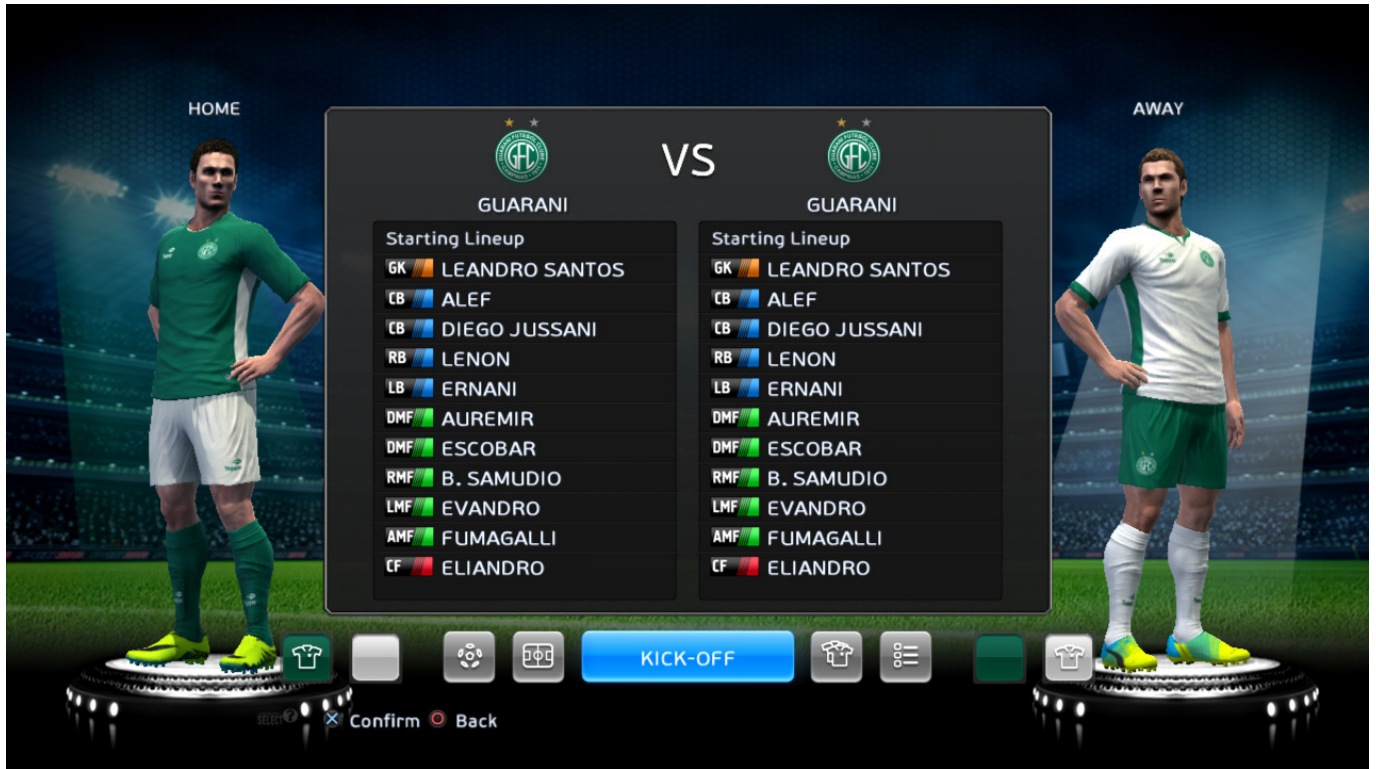 HOME
AWAY
VS
GUARANI
GUARANI
Starting Lineup
GK LEANDRO SANTOS
CB ALEF
CB DIEGO JUSSANI
RB LENON
LB ERNANI
DMF AUREMIR
DMF ESCOBAR
RMF B. SAMUDIO
LMF EVANDRO
AMF FUMAGALLI
CF ELIANDRO
Starting Lineup
GK LEANDRO SANTOS
CB ALEF
CB DIEGO JUSSANI
RB LENON
LB ERNANI
DMF AUREMIR
DMF ESCOBAR
RMF B. SAMUDIO
LMF EVANDRO
AMF FUMAGALLI
CF ELIANDRO
KICK-OFF
SELECT ? Confirm Back